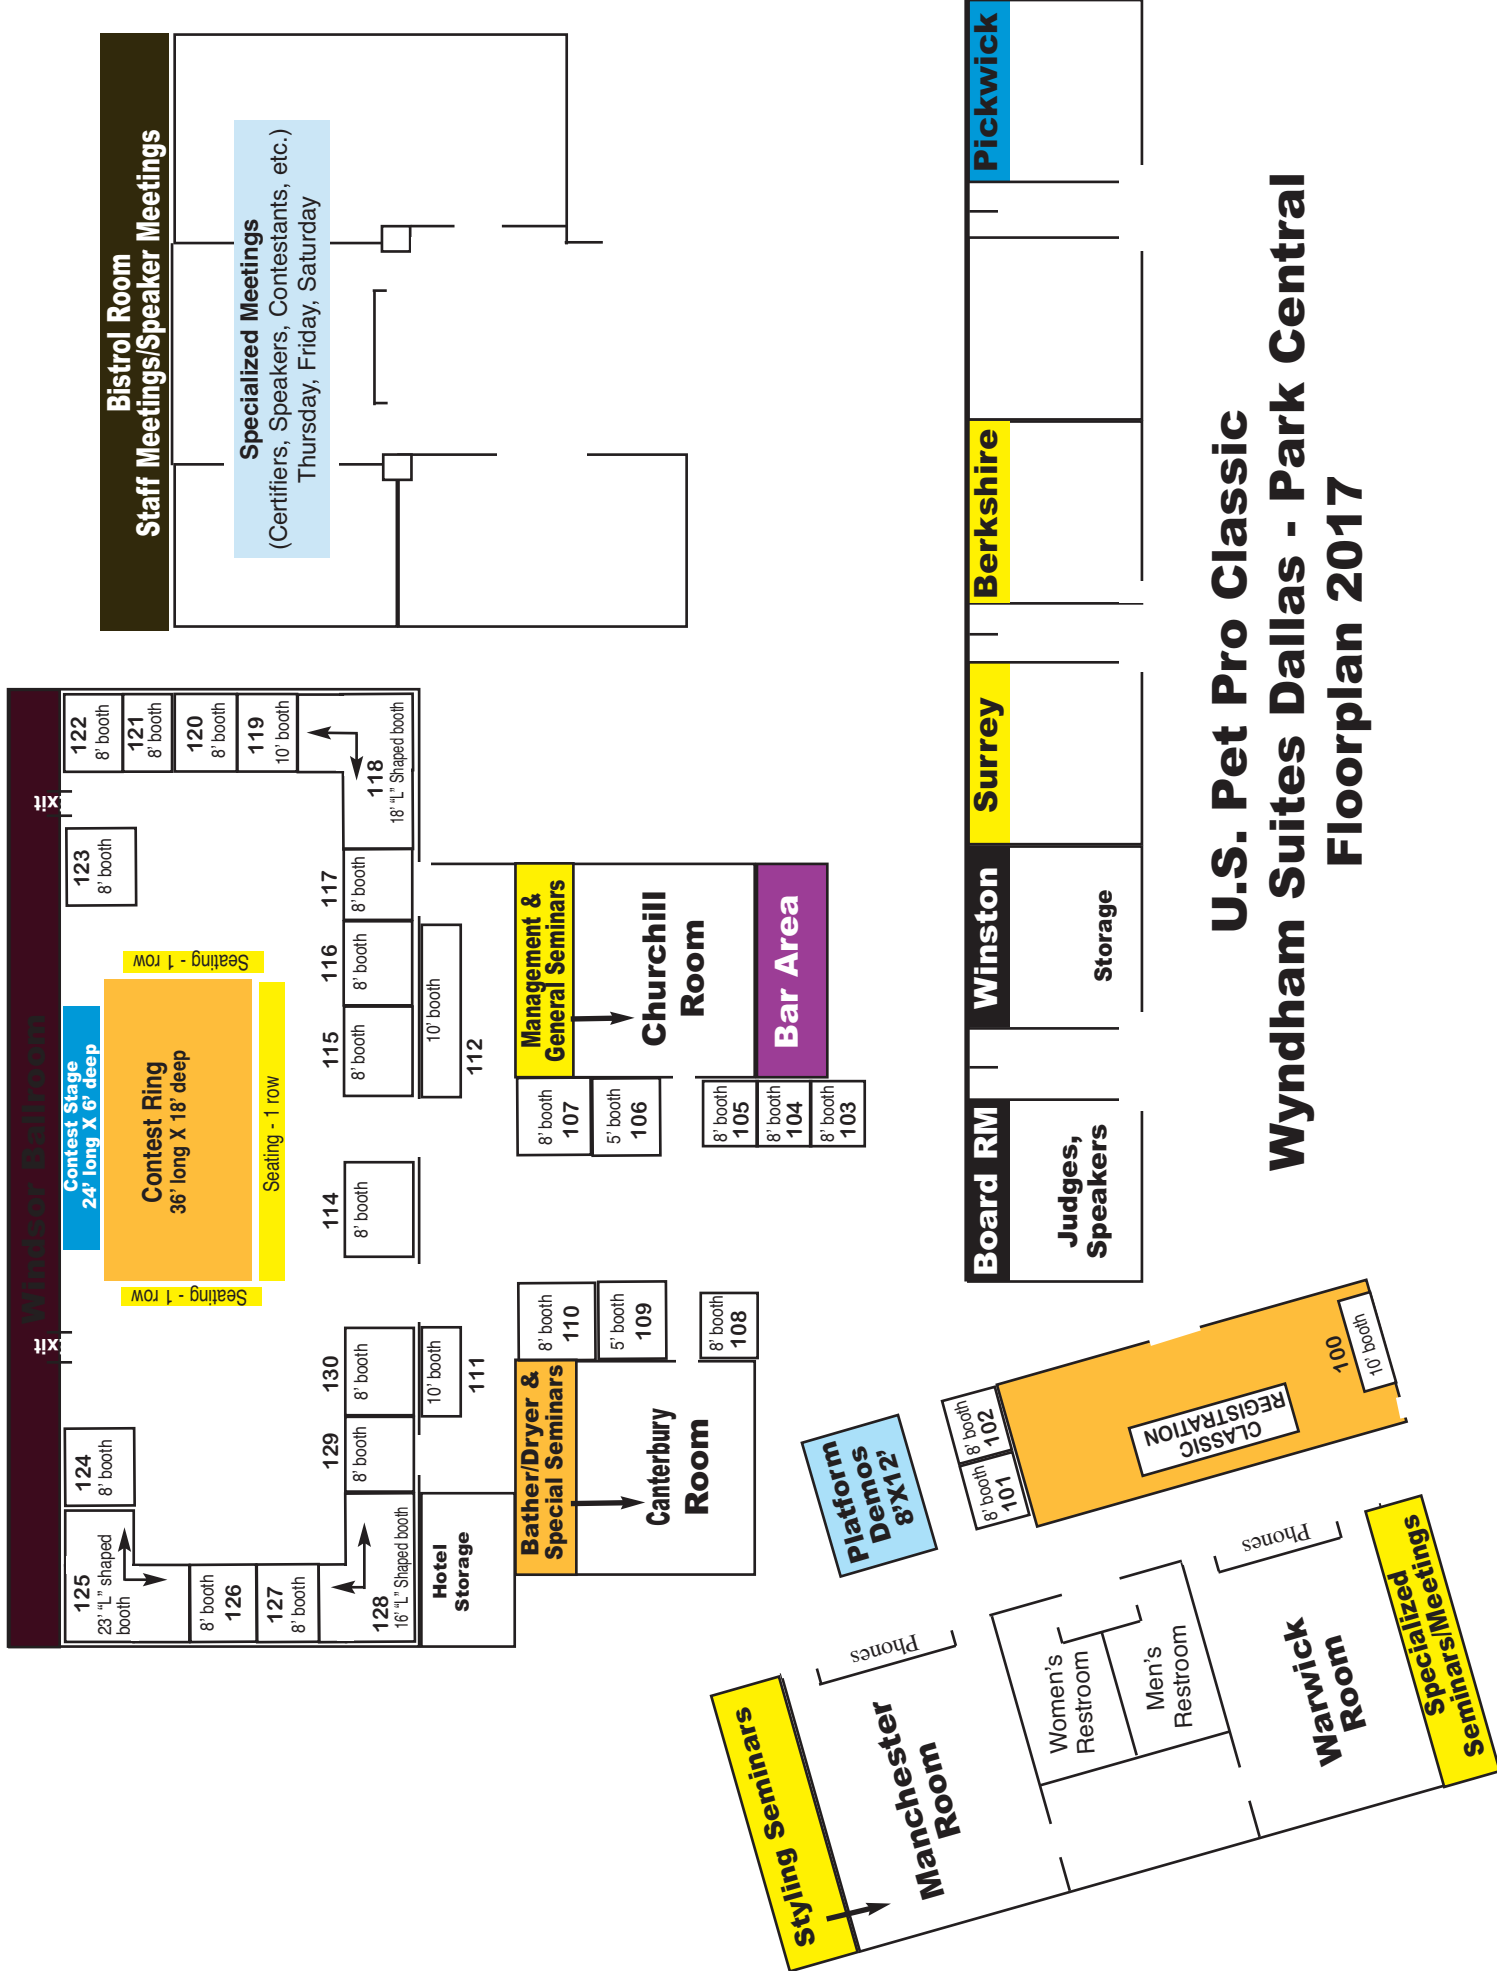 Windsor Ballroom
Exit
Exit
Contest Stage
24' long X 6' deep
Contest Ring
36' long X 18' deep
Seating - 1 row
Seating - 1 row
Seating - 1 row
125
23' "L" shaped
booth
124
8' booth
123
8' booth
122
8' booth
121
8' booth
120
8' booth
119
10' booth
118
18' "L" Shaped booth
8' booth
126
127
8' booth
128
16' "L" Shaped booth
129
8' booth
130
8' booth
114
8' booth
115
8' booth
116
8' booth
117
8' booth
10' booth
111
10' booth
112
Hotel
Storage
Bather/Dryer &
Special Seminars
Canterbury
Room
8' booth
110
5' booth
109
8' booth
108
8' booth
107
5' booth
106
8' booth
105
8' booth
104
8' booth
103
Management &
General Seminars
Churchill
Room
Bar Area
Bistrol Room
Staff Meetings/Speaker Meetings
Specialized Meetings
(Certifiers, Speakers, Contestants, etc.)
Thursday, Friday, Saturday
Styling Seminars
Manchester
Room
Phones
Women's
Restroom
Men's
Restroom
Warwick
Room
Phones
Specialized
Seminars/Meetings
Platform
Demos
8'X12'
8' booth
101
8' booth
102
CLASSIC
REGISTRATION
100
10' booth
Board RM
Judges,
Speakers
Winston
Storage
Surrey
Berkshire
Pickwick
U.S. Pet Pro Classic
Wyndham Suites Dallas - Park Central
Floorplan 2017